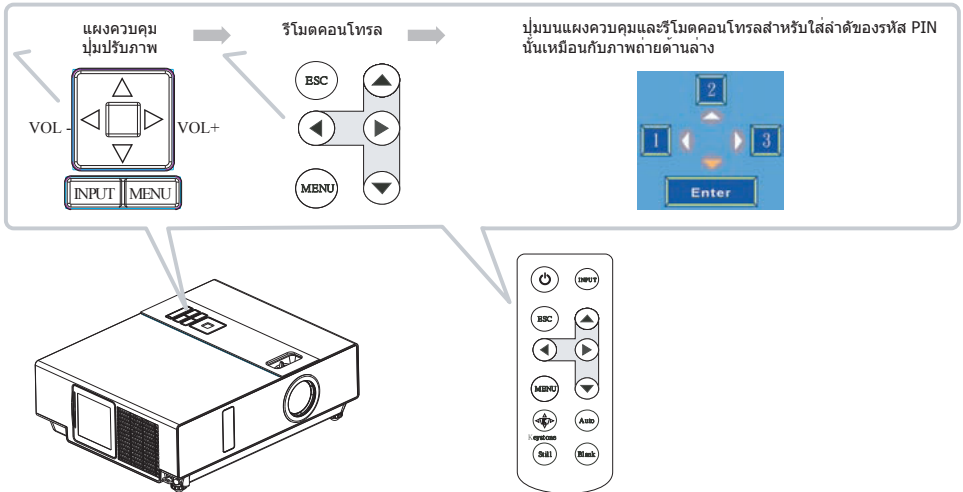 แผงควบคุม
ปุ่มปรับภาพ
รีโมตคอนโทรล
ปุ่มบนแผงควบคุมและรีโมตคอนโทรลสำหรับใส่ลำดับของรหัส PIN
นั้นเหมือนกับภาพถ่ายด้านล่าง
VOL -
VOL+
INPUT
MENU
ESC
MENU
2
1
3
Enter
INPUT
ESC
MENU
Keystone
Auto
Still
Blank